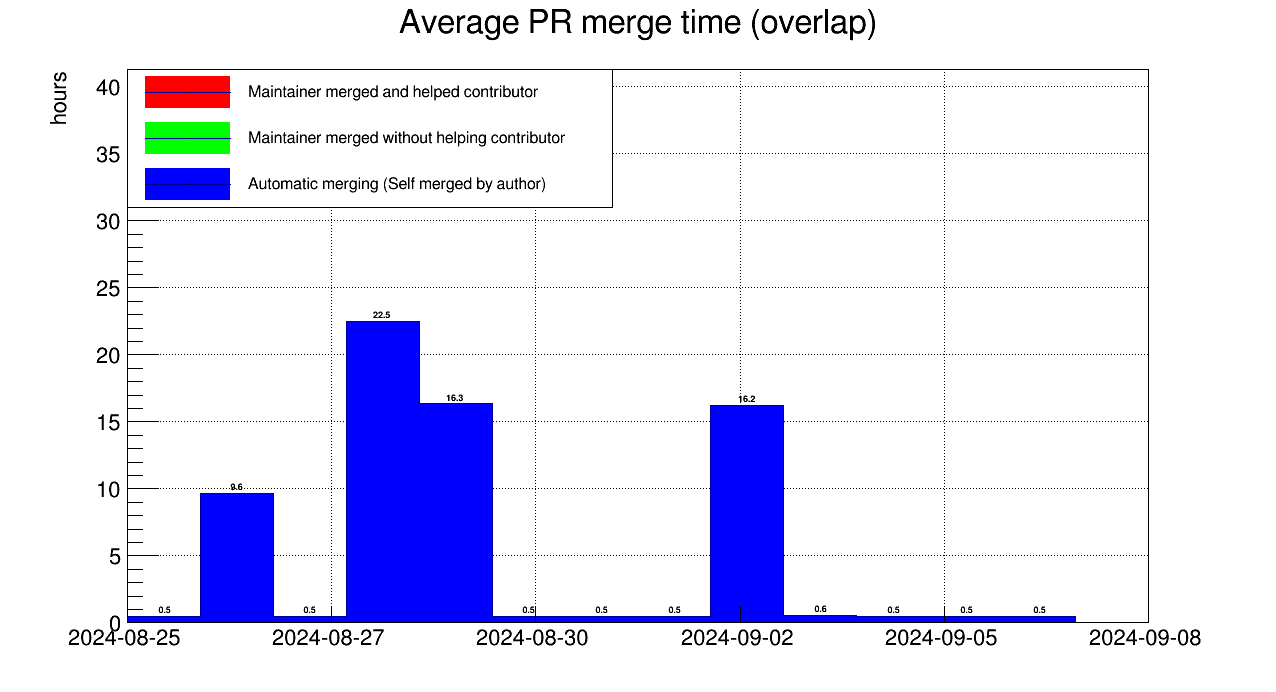 Average PR merge time (overlap)
hours
40
35
30
25
20
15
10
5
0
Maintainer merged and helped contributor
Maintainer merged without helping contributor
Automatic merging (Self merged by author)
0.5 9.6 0.5 22.5 16.3 0.5 0.5 0.5 16.2 0.6 0.5 0.5 0.5
2024-08-25 2024-08-27 2024-08-30 2024-09-02 2024-09-05 2024-09-08